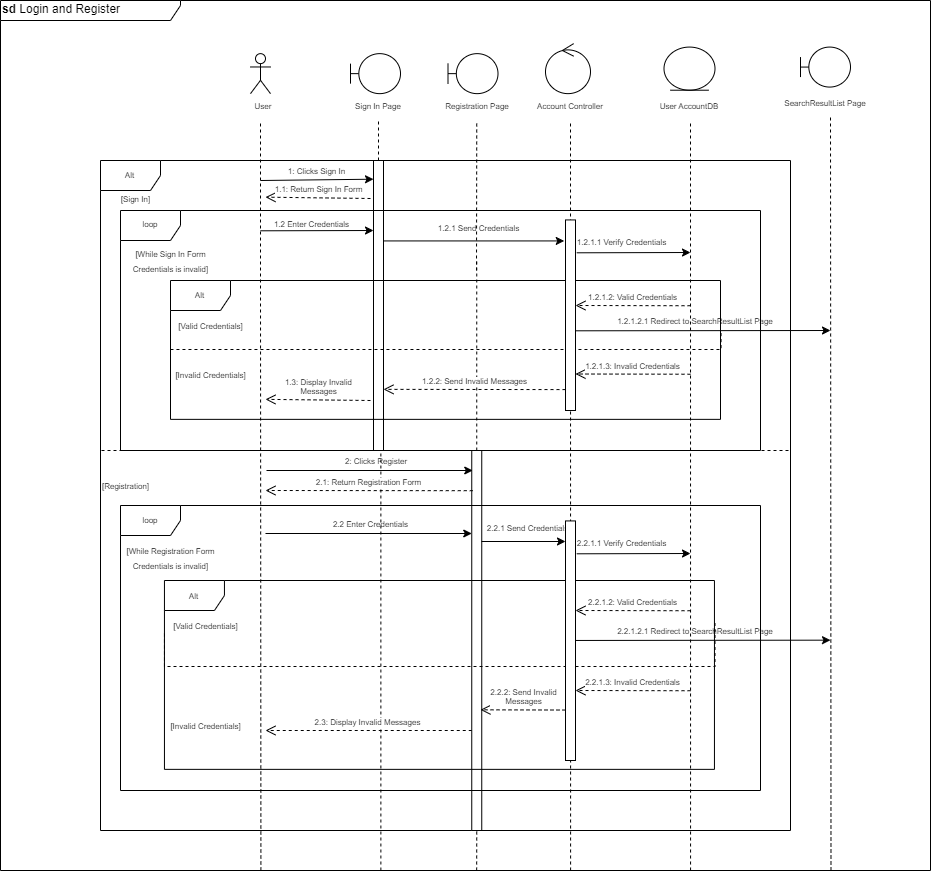 sd Login and Register
User
Sign In Page
Registration Page
Account Controller
User AccountDB
SearchResultList Page
Alt
[Sign In]
1: Clicks Sign In
1.1: Return Sign In Form
loop
[While Sign In Form
Credentials is invalid]
1.2 Enter Credentials
1.2.1 Send Credentials
1.2.1.1 Verify Credentials
Alt
[Valid Credentials]
1.2.1.2: Valid Credentials
1.2.1.2.1 Redirect to SearchResultList Page
[Invalid Credentials]
1.2.1.3: Invalid Credentials
1.2.2: Send Invalid Messages
1.3: Display Invalid
Messages
[Registration]
2: Clicks Register
2.1: Return Registration Form
loop
[While Registration Form
Credentials is invalid]
2.2 Enter Credentials
2.2.1 Send Credential
2.2.1.1 Verify Credentials
Alt
[Valid Credentials]
2.2.1.2: Valid Credentials
2.2.1.2.1 Redirect to SearchResultList Page
2.2.1.3: Invalid Credentials
2.2.2: Send Invalid
Messages
[Invalid Credentials]
2.3: Display Invalid Messages